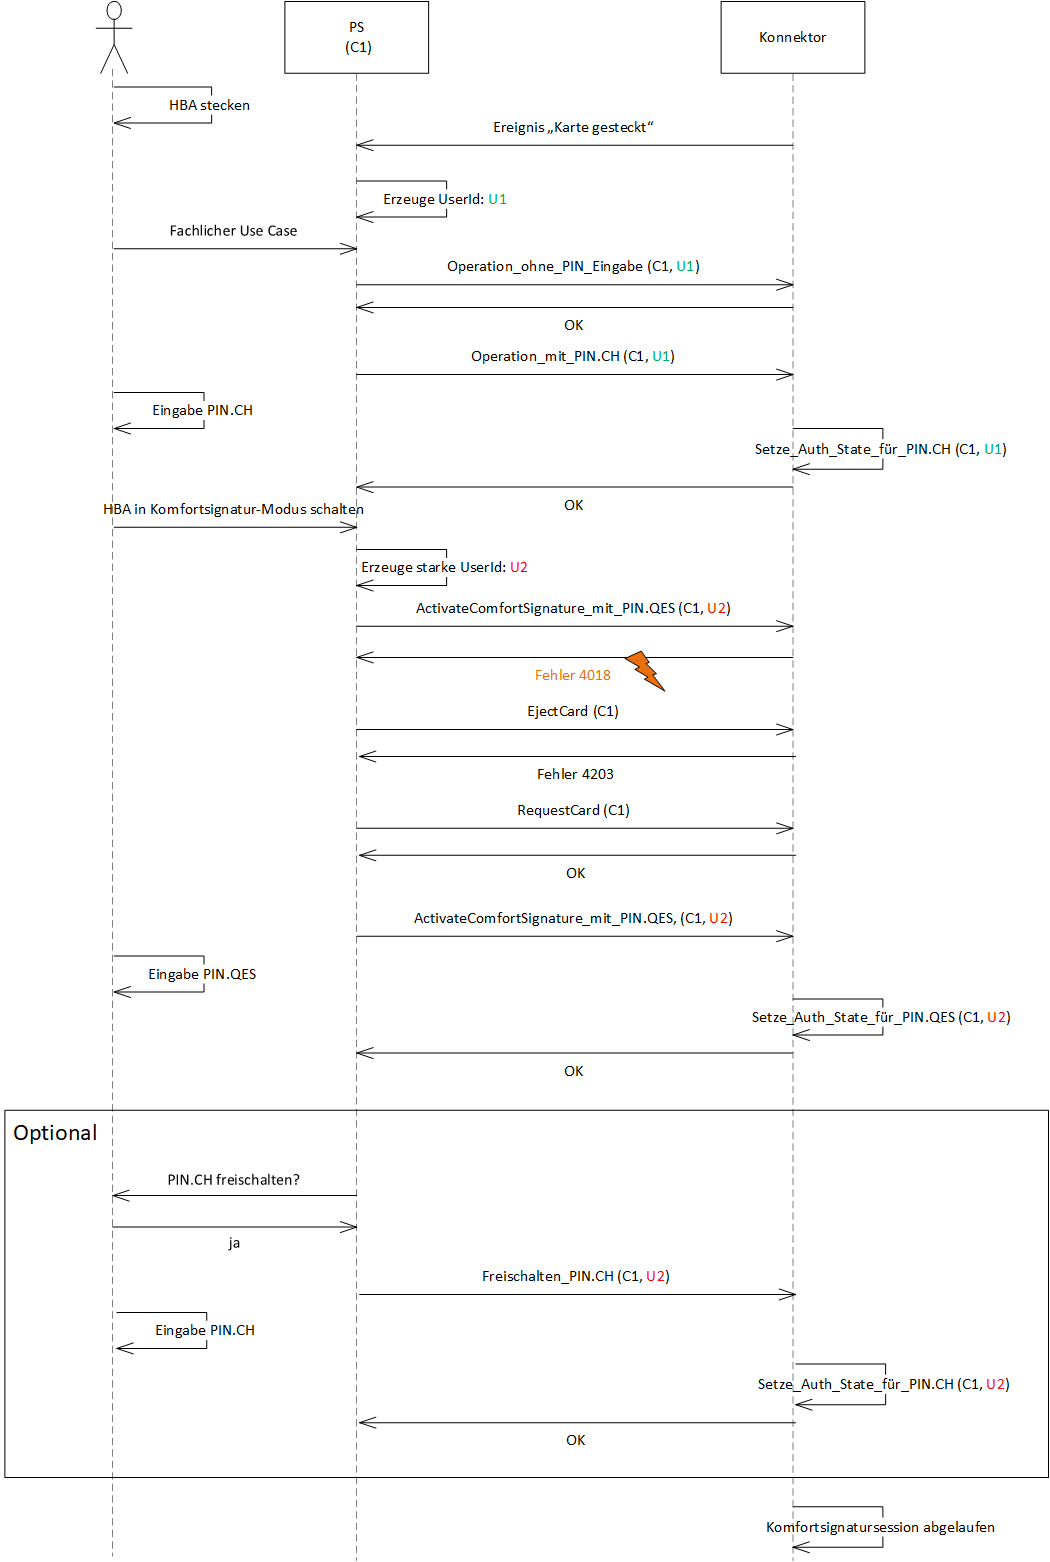 PS
(C1)
Konnektor
HBA stecken
Ereignis „Karte gesteckt“
Erzeuge UserId: U1
Fachlicher Use Case
Operation_ohne_PIN_Eingabe (C1, U1)
OK
Operation_mit_PIN.CH (C1, U1)
Eingabe PIN.CH
Setze_Auth_State_für_PIN.CH (C1, U1)
OK
HBA in Komfortsignatur-Modus schalten
Erzeuge starke UserId: U2
ActivateComfortSignature_mit_PIN.QES (C1, U2)
Fehler 4018
EjectCard (C1)
Fehler 4203
RequestCard (C1)
OK
ActivateComfortSignature_mit_PIN.QES, (C1, U2)
Eingabe PIN.QES
Setze_Auth_State_für_PIN.QES (C1, U2)
OK
Optional
PIN.CH freischalten?
ja
Freischalten_PIN.CH (C1, U2)
Eingabe PIN.CH
Setze_Auth_State_für_PIN.CH (C1, U2)
OK
Komfortsignatursession abgelaufen